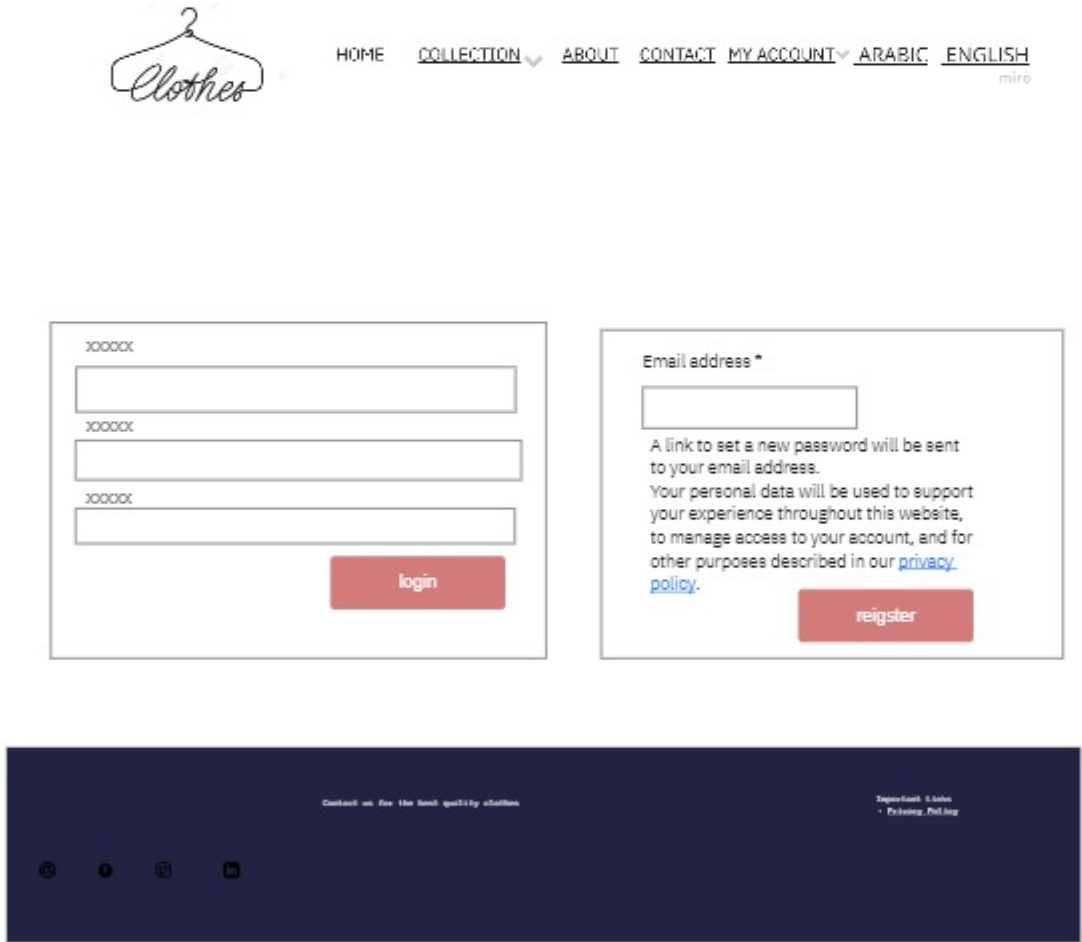 Clothes
HOME COLLECTION ABOUT CONTACT MY ACCOUNT ARABIC ENGLISH
miro
xxxxx
xxxxx
xxxxx
login
Email address *
A link to set a new password will be sent
to your email address.
Your personal data will be used to support
your experience throughout this website,
to manage access to your account, and for
other purposes described in our privacy
policy.
reigster
Contact us for the best quility clothes
Important Links
• Privacy Policy